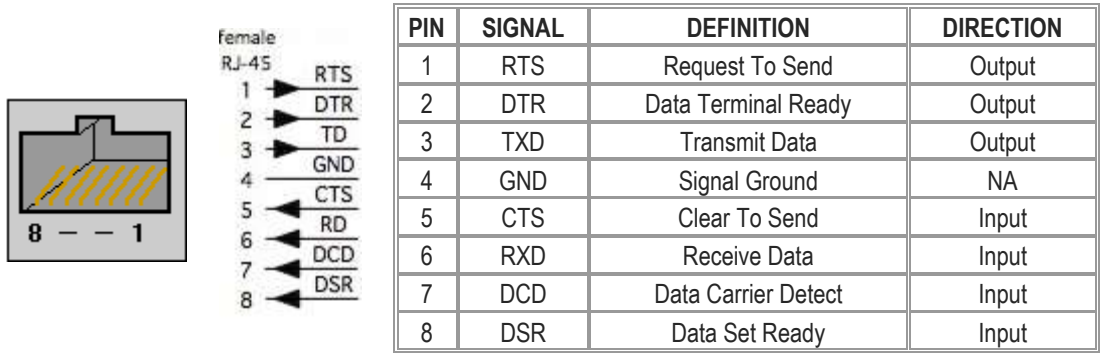 8 - - 1
female
RJ-45
1 RTS
2 DTR
3 TD
4 GND
5 CTS
6 RD
7 DCD
8 DSR
PIN SIGNAL DEFINITION DIRECTION
1 RTS Request To Send Output
2 DTR Data Terminal Ready Output
3 TXD Transmit Data Output
4 GND Signal Ground NA
5 CTS Clear To Send Input
6 RXD Receive Data Input
7 DCD Data Carrier Detect Input
8 DSR Data Set Ready Input